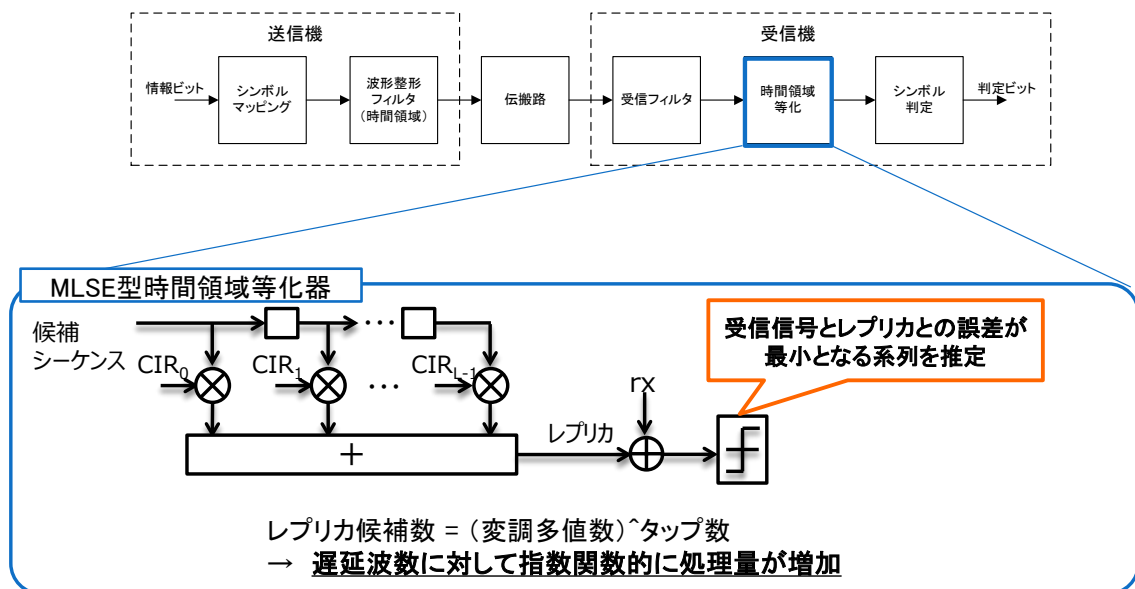 送信機
受信機
情報ビット
シンボル
マッピング
波形整形
フィルタ
（時間領域）
伝搬路
受信フィルタ
時間領域
等化
シンボル
判定
判定ビット
MLSE型時間領域等化器
候補
シーケンス
CIR0
CIR1
…
CIRL-1
…
+
レプリカ
rx
受信信号とレプリカとの誤差が
最小となる系列を推定
レプリカ候補数 =（変調多値数）^タップ数
→ 遅延波数に対して指数関数的に処理量が増加